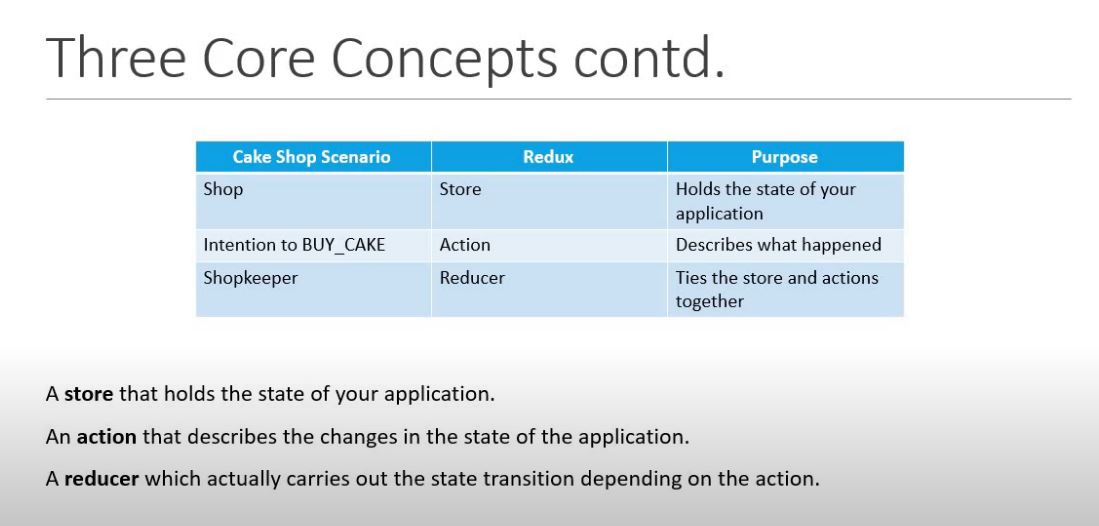 Three Core Concepts contd.
Cake Shop Scenario Redux Purpose
Shop Store Holds the state of your
application
Intention to BUY_CAKE Action Describes what happened
Shopkeeper Reducer Ties the store and actions
together
A store that holds the state of your application.
An action that describes the changes in the state of the application.
A reducer which actually carries out the state transition depending on the action.